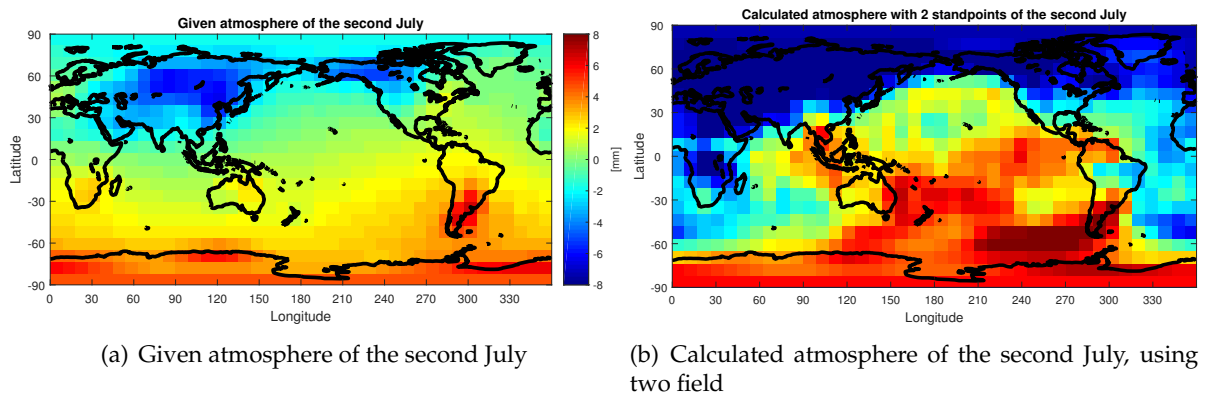 Given atmosphere of the second July
90
60
30
0
-30
-60
-90
Latitude
0 30 60 90 120 150 180 210 240 270 300 330
Longitude
8
6
4
2
0
-2
-4
-6
-8
[mm]
(a) Given atmosphere of the second July
Calculated atmosphere with 2 standpoints of the second July
90
60
30
0
-30
-60
-90
Latitude
0 30 60 90 120 150 180 210 240 270 300 330
Longitude
(b) Calculated atmosphere of the second July, using
two field